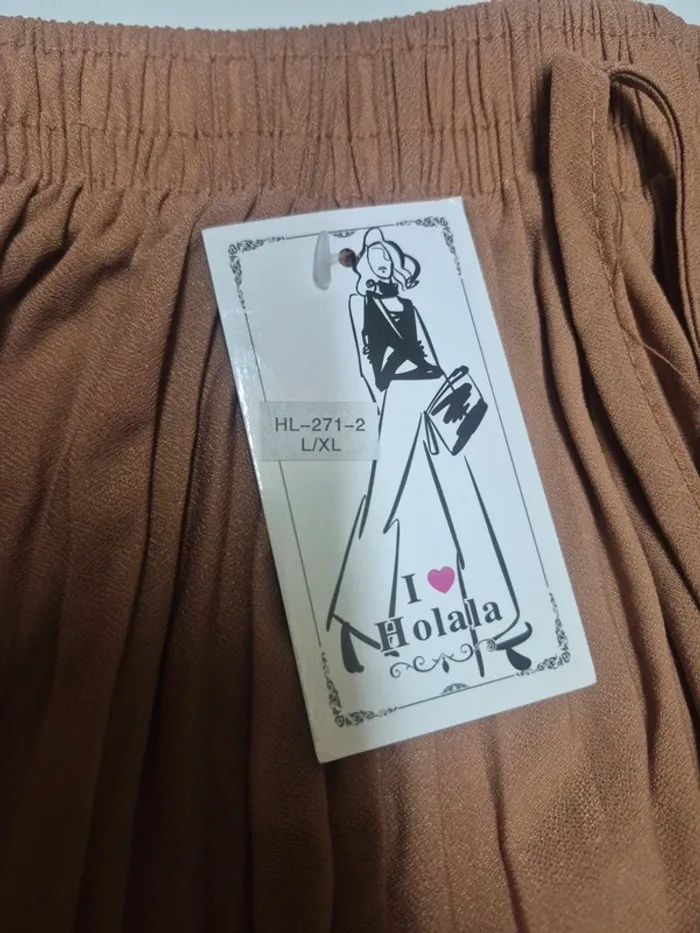 HL-271-2
L/XL
I ♥
Holala